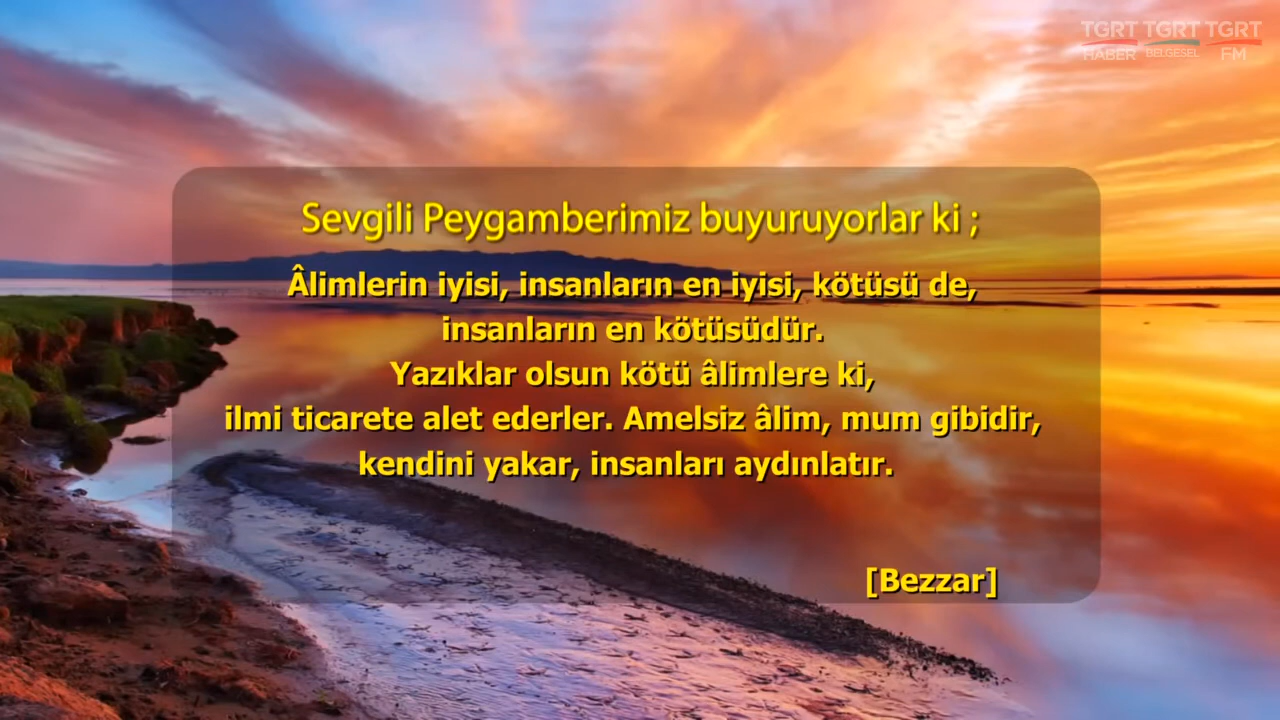 TGRT TGRT TGRT
HABER BELGESEL FM
Sevgili Peygamberimiz buyuruyorlar ki ;
Âlimlerin iyisi, insanların en iyisi, kötüsü de,
insanların en kötüsüdür.
Yazıklar olsun kötü âlimlere ki,
ilmi ticarete alet ederler. Amelsiz âlim, mum gibidir,
kendini yakar, insanları aydınlatır.
[Bezzar]